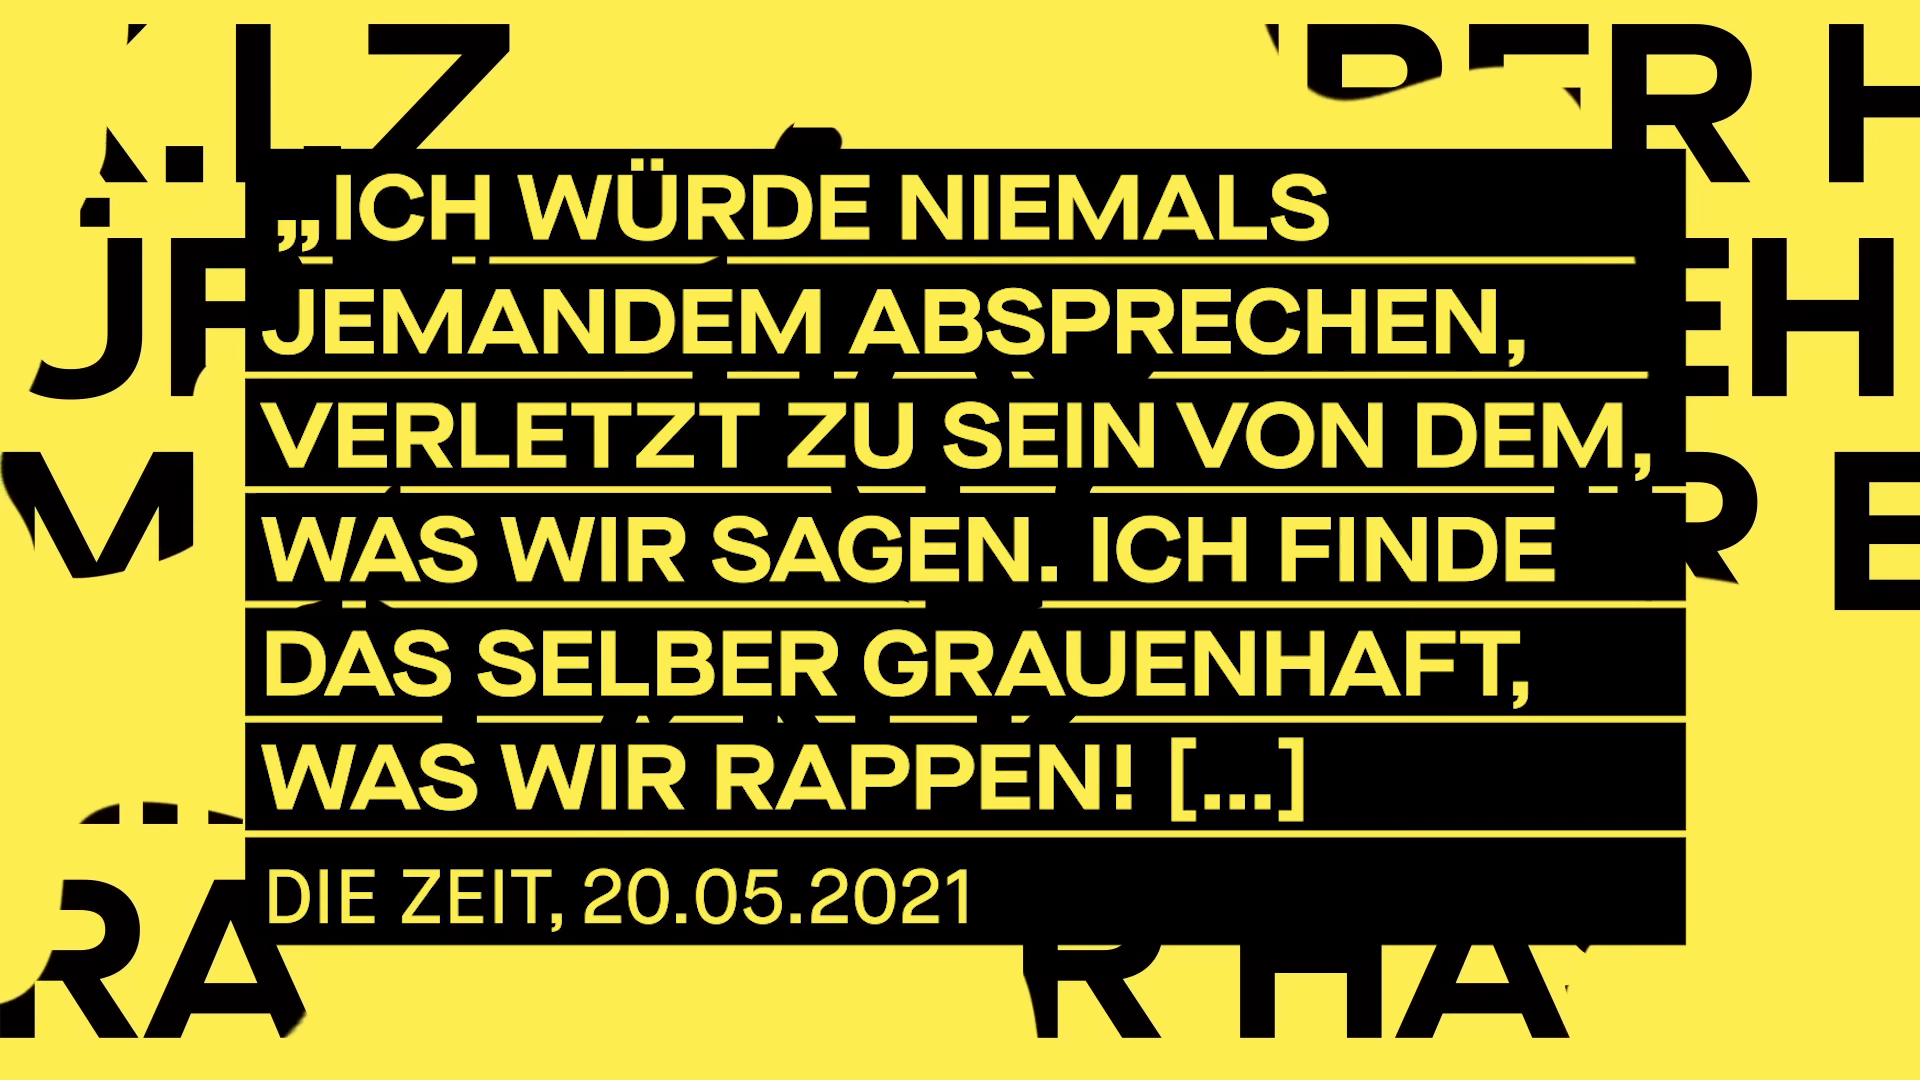 „ICH WÜRDE NIEMALS
JEMANDEM ABSPRECHEN,
VERLETZT ZU SEIN VON DEM,
WAS WIR SAGEN. ICH FINDE
DAS SELBER GRAUENHAFT,
WAS WIR RAPPEN! [...]
DIE ZEIT, 20.05.2021